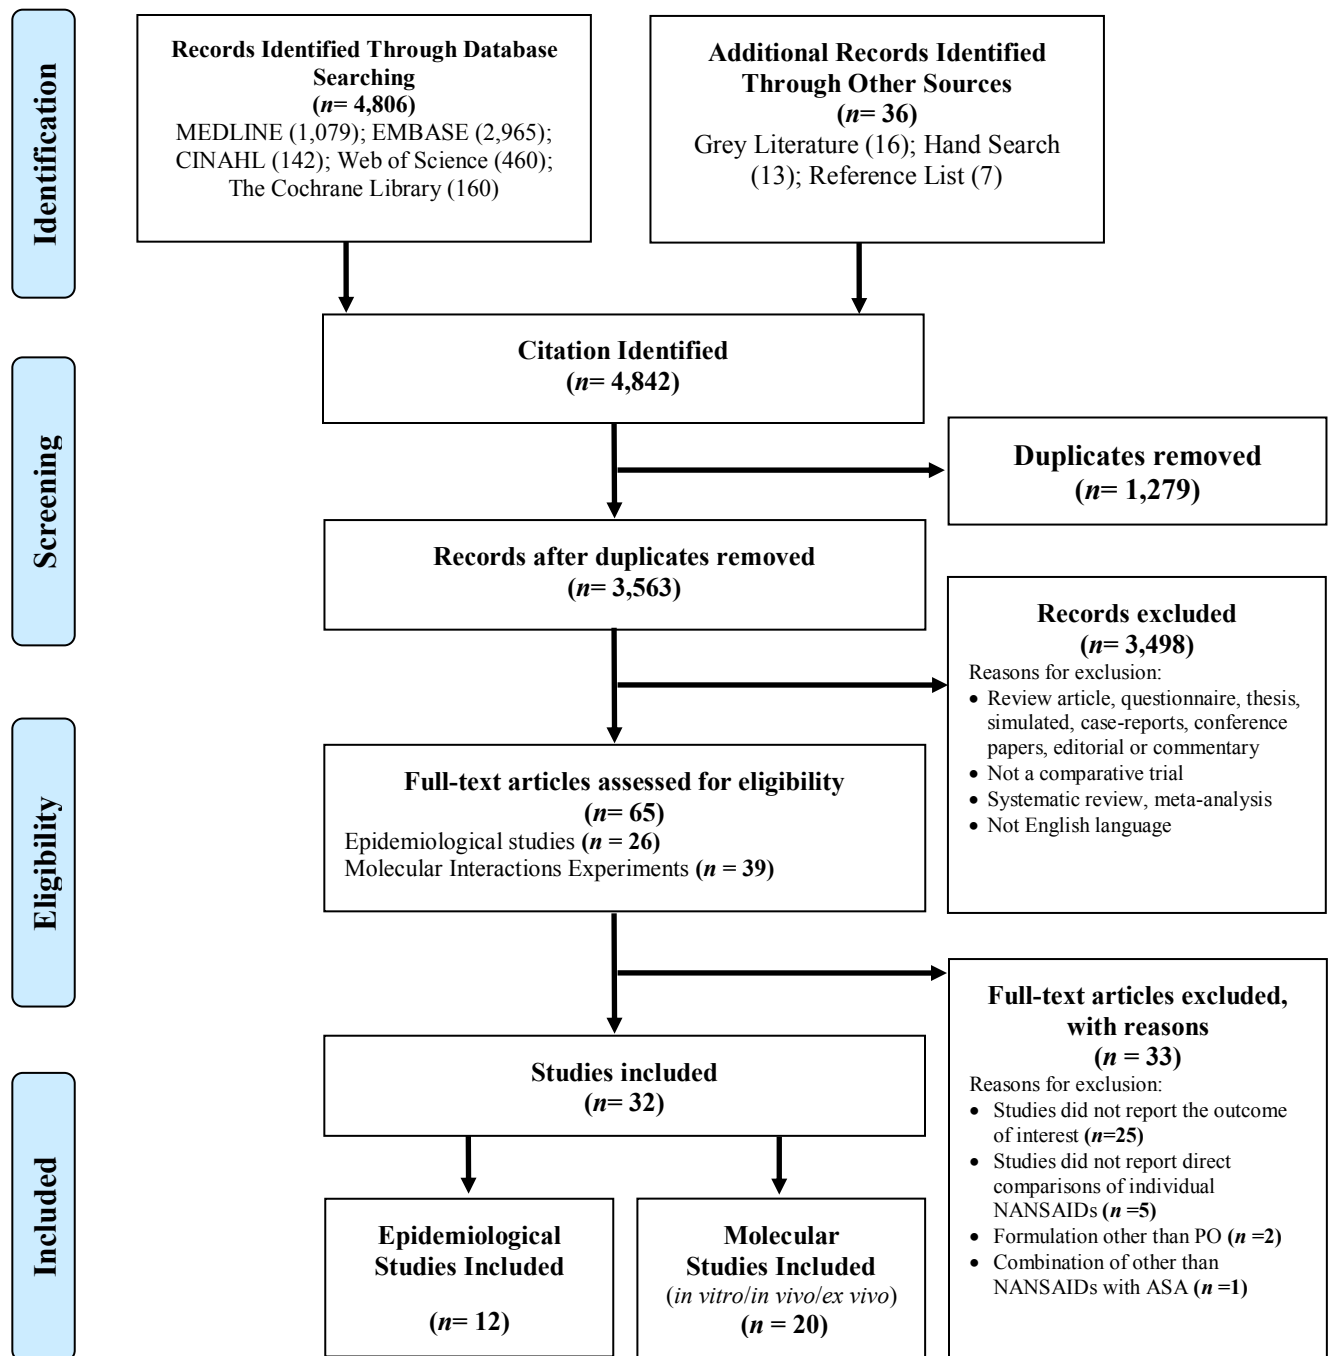 Identification
Records Identified Through Database
Searching
(n= 4,806)
MEDLINE (1,079); EMBASE (2,965);
CINAHL (142); Web of Science (460);
The Cochrane Library (160)
Additional Records Identified
Through Other Sources
(n= 36)
Grey Literature (16); Hand Search
(13); Reference List (7)
Citation Identified
(n= 4,842)
Screening
Duplicates removed
(n= 1,279)
Records after duplicates removed
(n= 3,563)
Records excluded
(n= 3,498)
Reasons for exclusion:
• Review article, questionnaire, thesis,
simulated, case-reports, conference
papers, editorial or commentary
• Not a comparative trial
• Systematic review, meta-analysis
• Not English language
Eligibility
Full-text articles assessed for eligibility
(n= 65)
Epidemiological studies (n = 26)
Molecular Interactions Experiments (n = 39)
Full-text articles excluded,
with reasons
(n = 33)
Reasons for exclusion:
• Studies did not report the outcome
of interest (n=25)
• Studies did not report direct
comparisons of individual
NANSAIDs (n =5)
• Formulation other than PO (n =2)
• Combination of other than
NANSAIDs with ASA (n =1)
Included
Studies included
(n= 32)
Epidemiological
Studies Included
(n= 12)
Molecular
Studies Included
(in vitro/in vivo/ex vivo)
(n = 20)